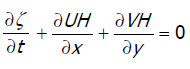 ∂ζ/∂t + ∂UH/∂x + ∂VH/∂y = 0